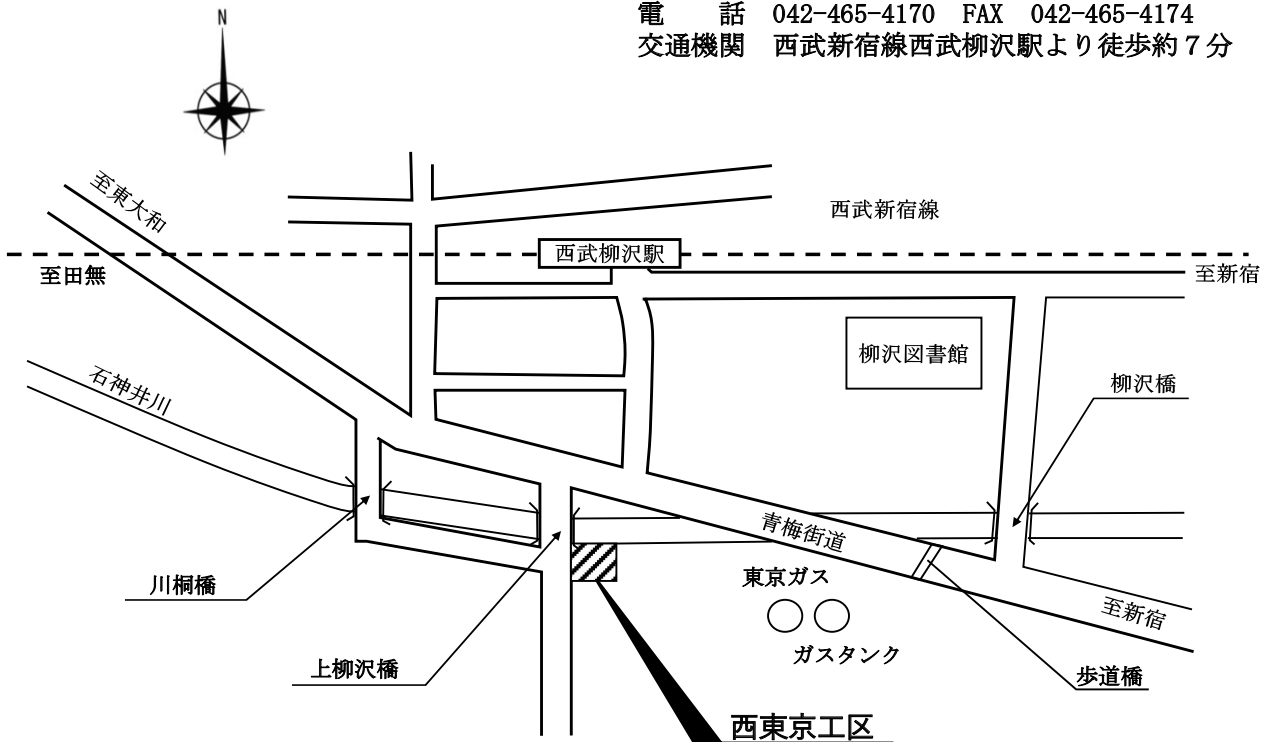 電　　話　042-465-4170　FAX　042-465-4174
交通機関　西武新宿線西武柳沢駅より徒歩約７分
N
至東大和
西武新宿線
西武柳沢駅
至田無
至新宿
柳沢図書館
石神井川
柳沢橋
青梅街道
東京ガス
川桐橋
至新宿
ガスタンク
上柳沢橋
歩道橋
西東京工区